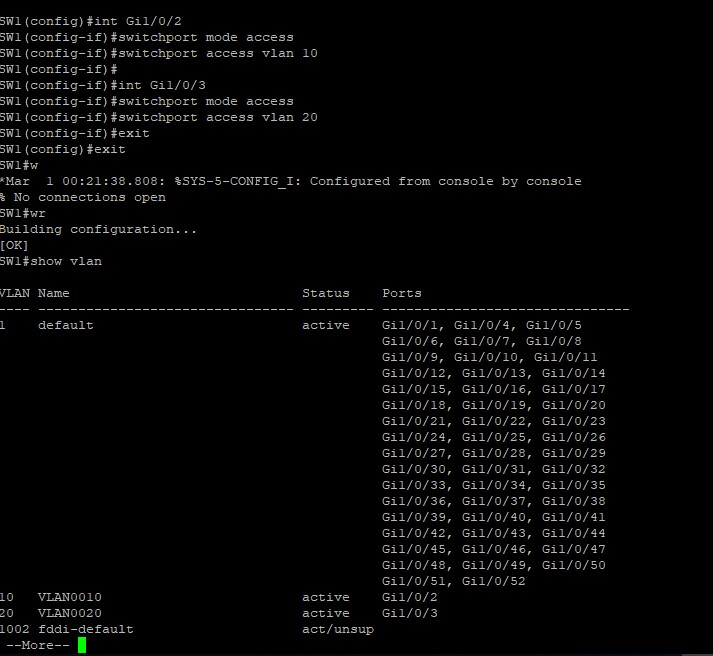 SW1(config)#int Gi1/0/2
SW1(config-if)#switchport mode access
SW1(config-if)#switchport access vlan 10
SW1(config-if)#
SW1(config-if)#int Gi1/0/3
SW1(config-if)#switchport mode access
SW1(config-if)#switchport access vlan 20
SW1(config-if)#exit
SW1(config)#exit
SW1#w
*Mar  1 00:21:38.808: %SYS-5-CONFIG_I: Configured from console by console
% No connections open
SW1#wr
Building configuration...
[OK]
SW1#show vlan
VLAN Name                             Status    Ports
---- -------------------------------- --------- -------------------------------
1    default                          active    Gi1/0/1, Gi1/0/4, Gi1/0/5
                                                Gi1/0/6, Gi1/0/7, Gi1/0/8
                                                Gi1/0/9, Gi1/0/10, Gi1/0/11
                                                Gi1/0/12, Gi1/0/13, Gi1/0/14
                                                Gi1/0/15, Gi1/0/16, Gi1/0/17
                                                Gi1/0/18, Gi1/0/19, Gi1/0/20
                                                Gi1/0/21, Gi1/0/22, Gi1/0/23
                                                Gi1/0/24, Gi1/0/25, Gi1/0/26
                                                Gi1/0/27, Gi1/0/28, Gi1/0/29
                                                Gi1/0/30, Gi1/0/31, Gi1/0/32
                                                Gi1/0/33, Gi1/0/34, Gi1/0/35
                                                Gi1/0/36, Gi1/0/37, Gi1/0/38
                                                Gi1/0/39, Gi1/0/40, Gi1/0/41
                                                Gi1/0/42, Gi1/0/43, Gi1/0/44
                                                Gi1/0/45, Gi1/0/46, Gi1/0/47
                                                Gi1/0/48, Gi1/0/49, Gi1/0/50
                                                Gi1/0/51, Gi1/0/52
10   VLAN0010                         active    Gi1/0/2
20   VLAN0020                         active    Gi1/0/3
1002 fddi-default                     act/unsup
 --More--